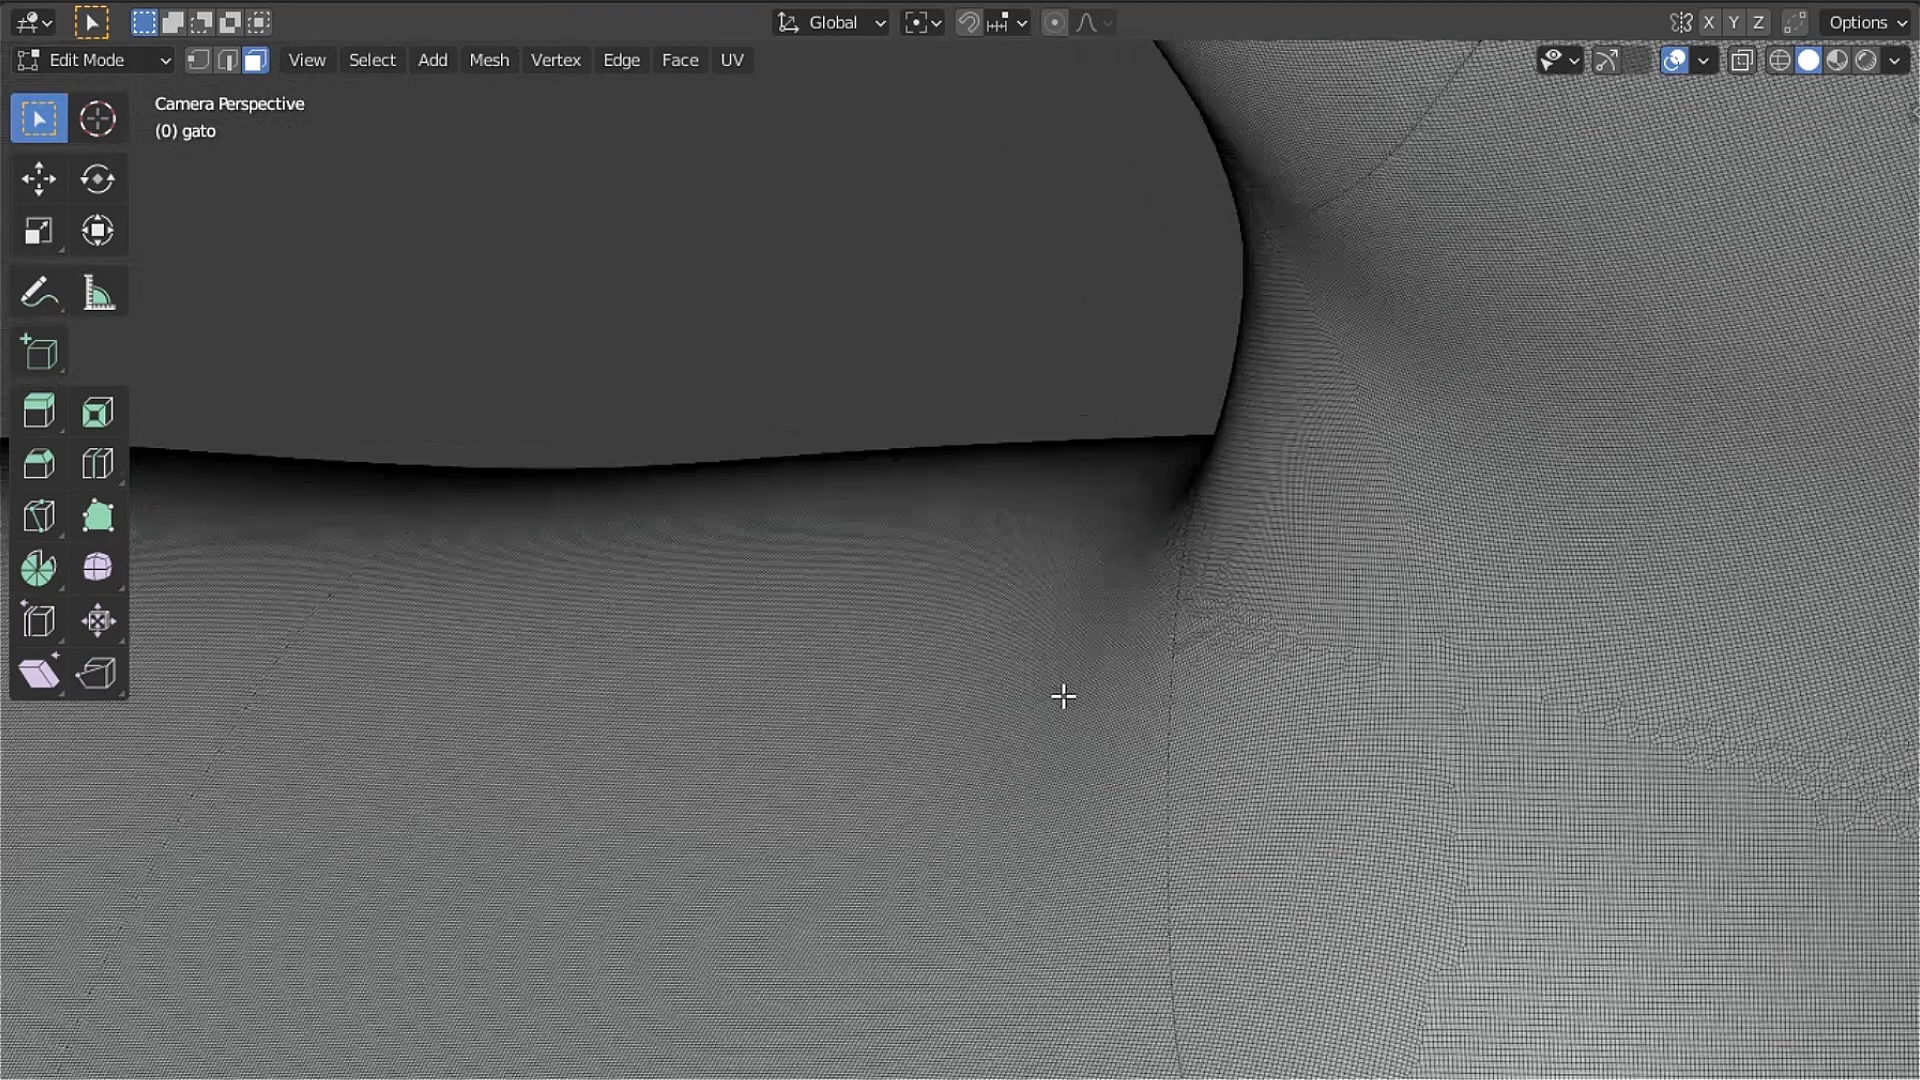 Global
X Y Z
Options
Edit Mode
View Select Add Mesh Vertex Edge Face UV
Camera Perspective
(0) gato